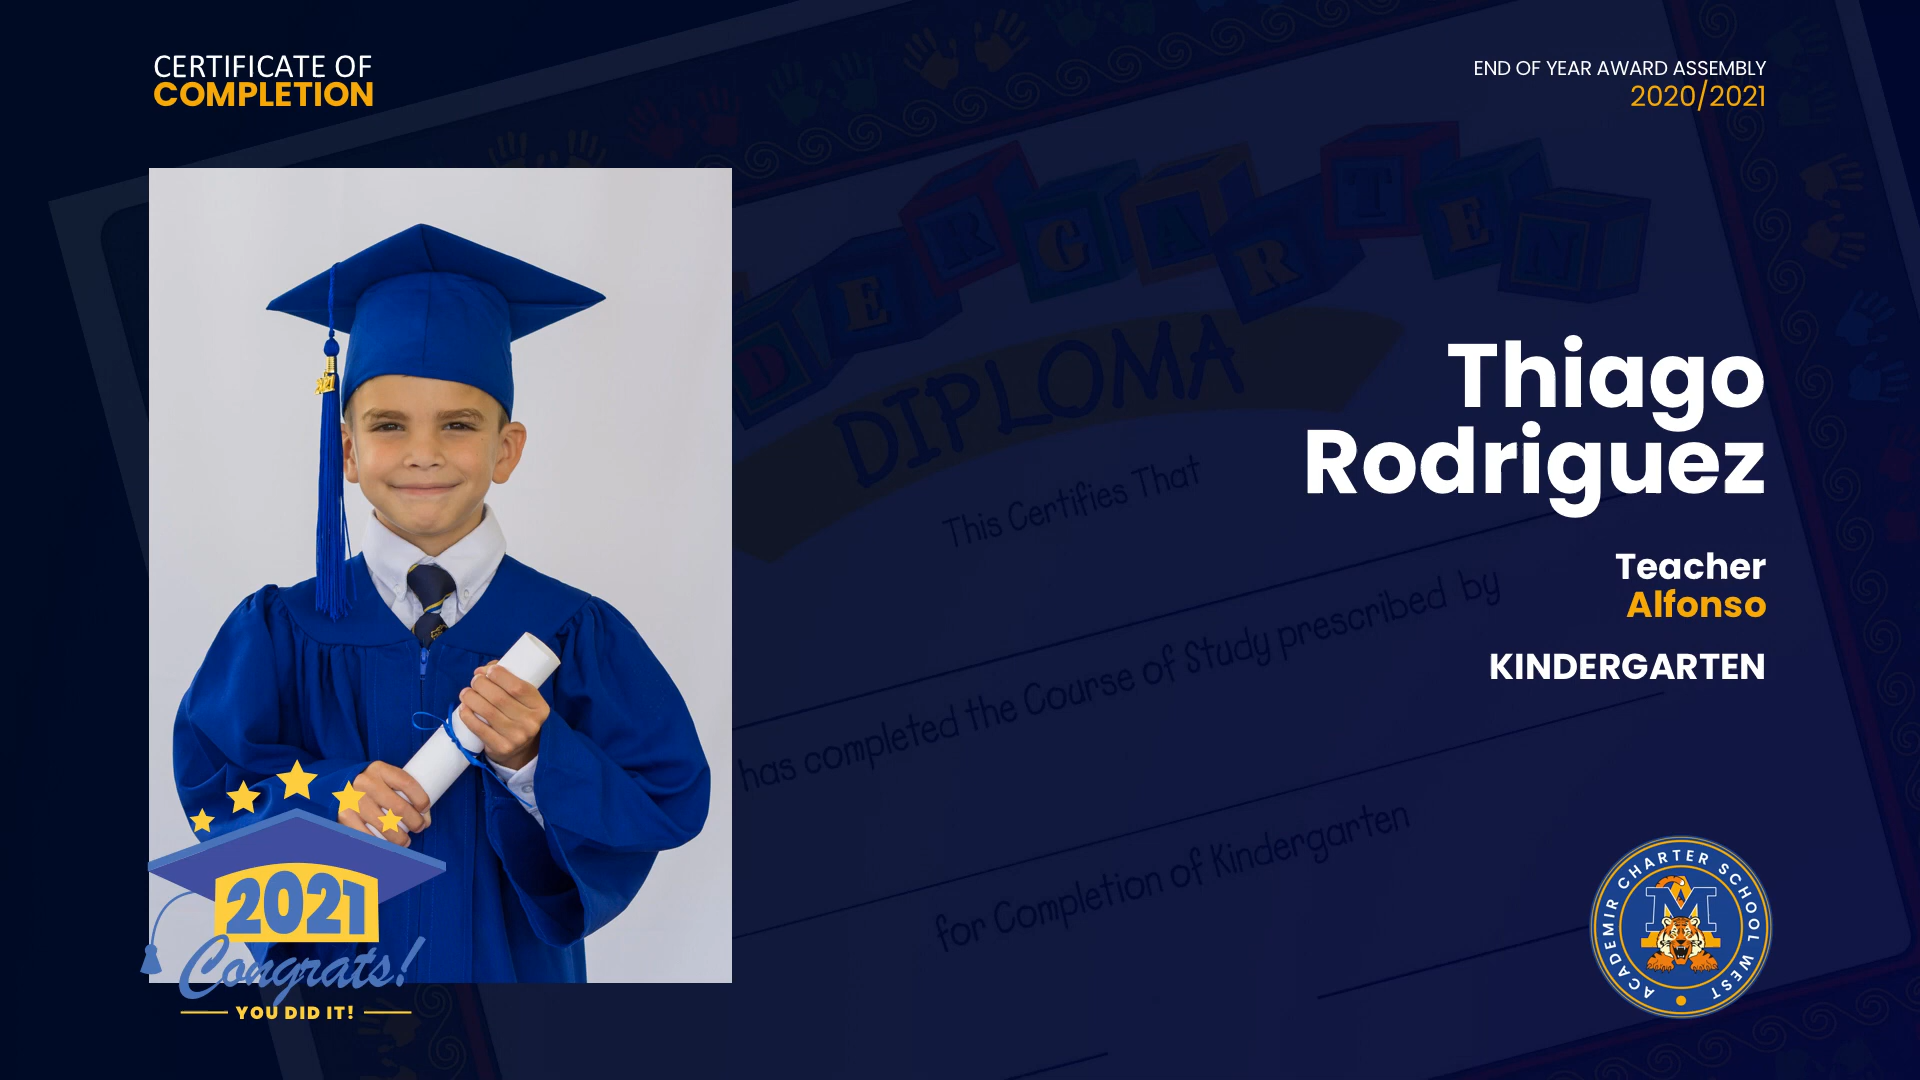 CERTIFICATE OF
COMPLETION
END OF YEAR AWARD ASSEMBLY
2020/2021
DERGARTEN
DIPLOMA
This Certifies That
has completed the Course of Study prescribed by
for Completion of Kindergarten
Thiago
Rodriguez
Teacher
Alfonso
KINDERGARTEN
2021
2021
Congrats!
YOU DID IT!
ACADEMIR CHARTER SCHOOL WEST
M